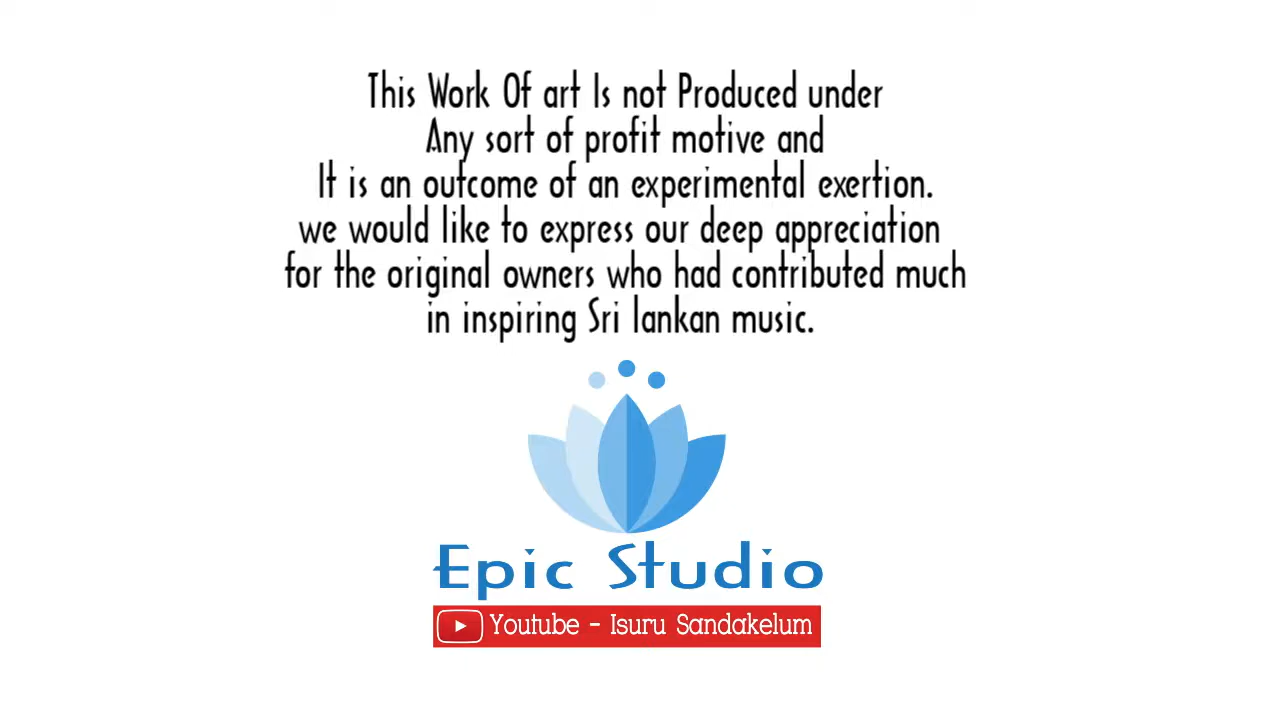 This Work Of art Is not Produced under
Any sort of profit motive and
It is an outcome of an experimental exertion.
we would like to express our deep appreciation
for the original owners who had contributed much
in inspiring Sri lankan music.
Epic Studio
Youtube - Isuru Sandakelum